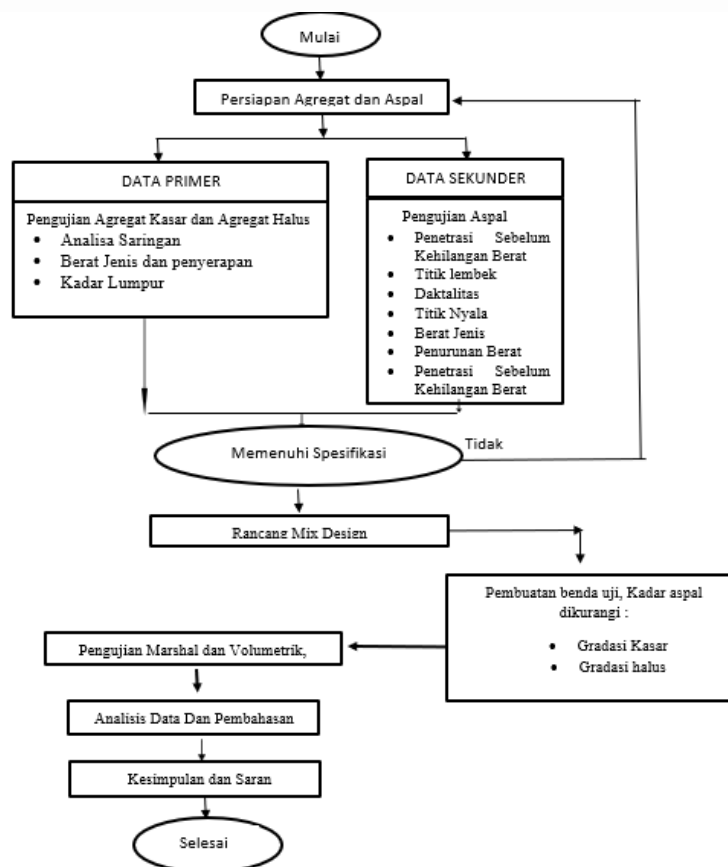 Mulai
Persiapan Agregat dan Aspal
DATA PRIMER
Pengujian Agregat Kasar dan Agregat Halus
• Analisa Saringan
• Berat Jenis dan penyerapan
• Kadar Lumpur
DATA SEKUNDER
Pengujian Aspal
• Penetrasi Sebelum
Kehilangan Berat
• Titik lembek
• Daktalitas
• Titik Nyala
• Berat Jenis
• Penurunan Berat
• Penetrasi Sebelum
Kehilangan Berat
Memenuhi Spesifikasi
Tidak
Rancang Mix Design
Pembuatan benda uji, Kadar aspal
dikurangi :
• Gradasi Kasar
• Gradasi halus
Pengujian Marshal dan Volumetrik,
Analisis Data Dan Pembahasan
Kesimpulan dan Saran
Selesai